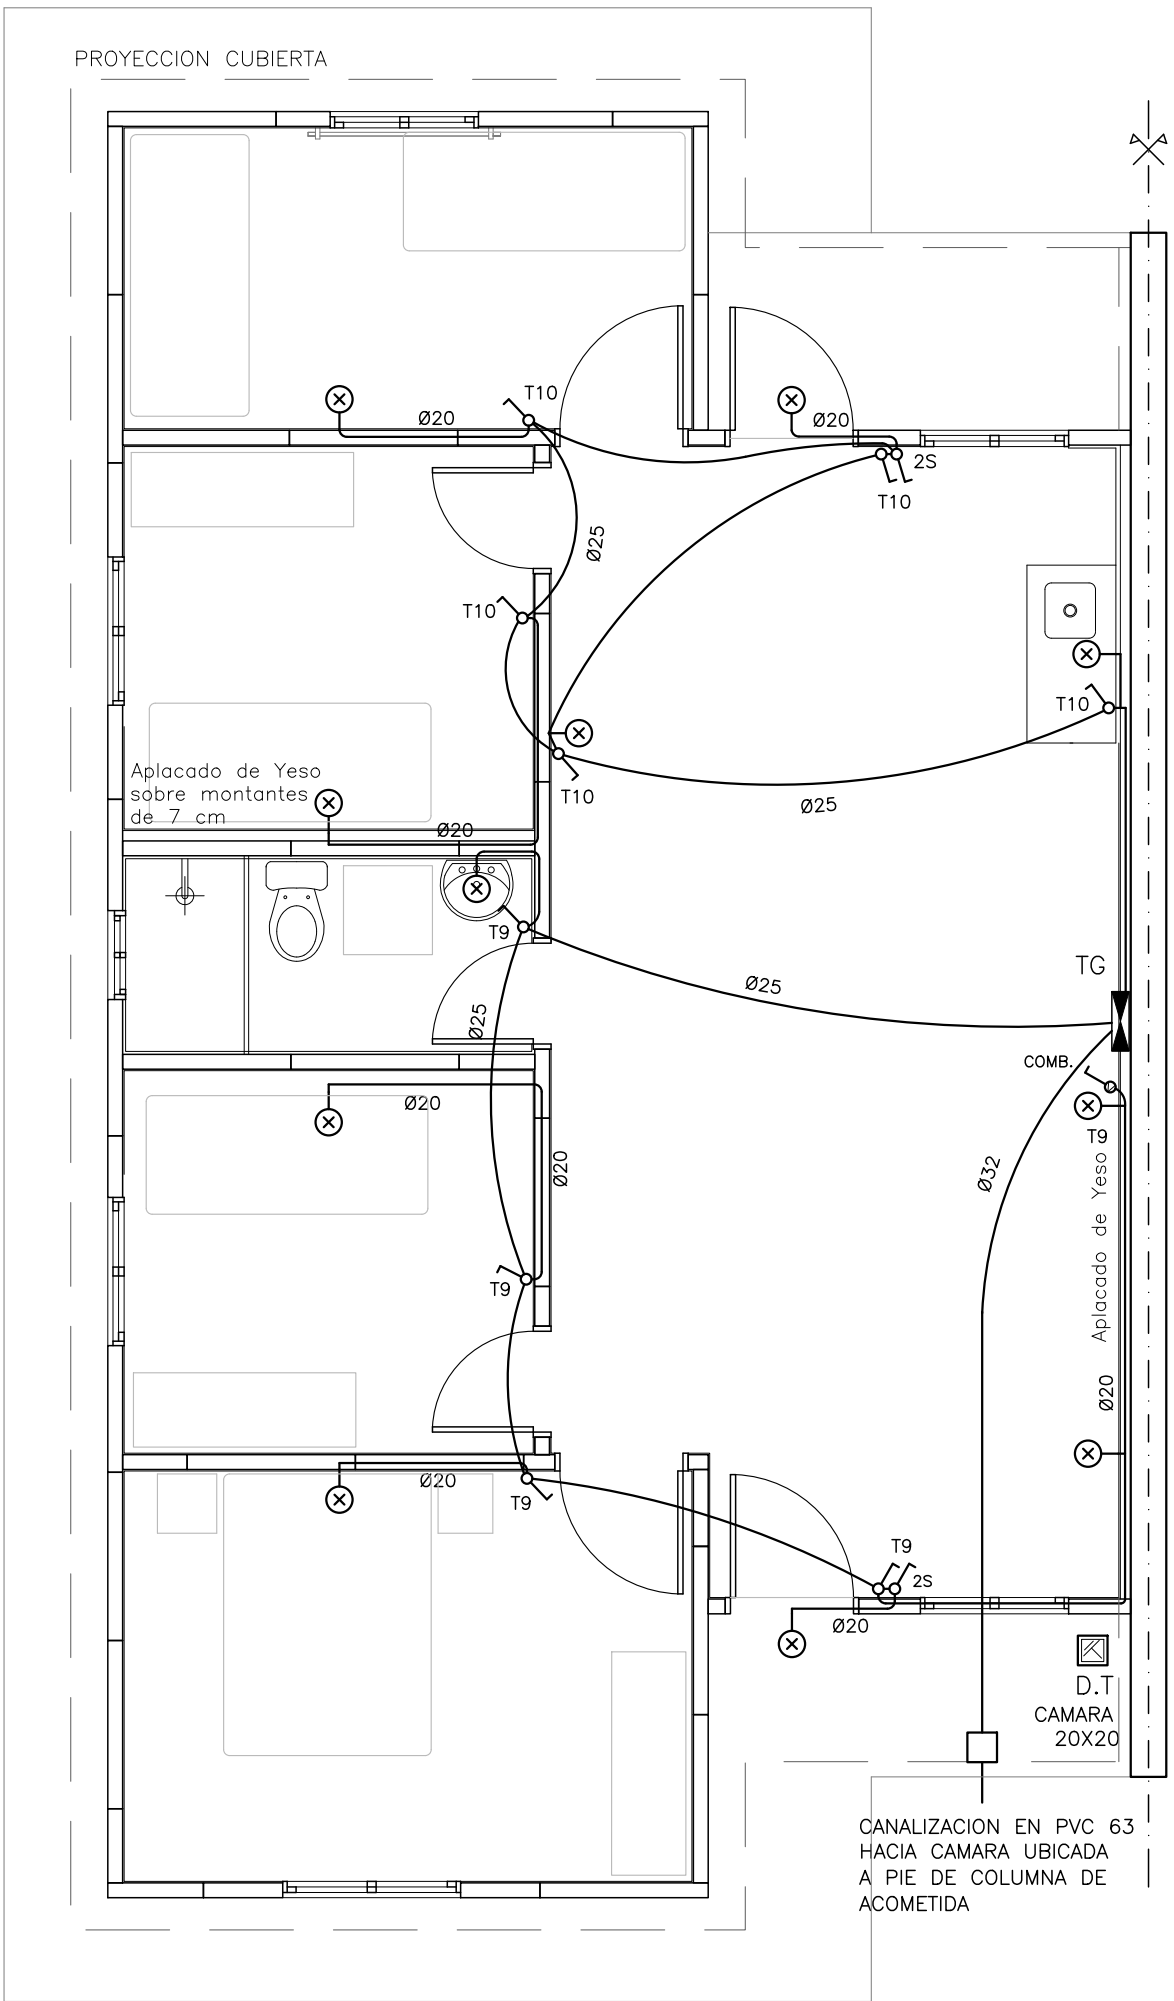 PROYECCION CUBIERTA
T10
Ø20
Ø20
2S
T10
Ø25
T10
T10
Aplacado de Yeso
sobre montantes
de 7 cm
T10
Ø25
Ø20
T9
TG
Ø25
Ø25
COMB.
Ø20
T9
Ø20
Ø32
Aplacado de Yeso
T9
Ø20
Ø20
T9
T9
2S
Ø20
D.T
CAMARA
20X20
CANALIZACION EN PVC 63
HACIA CAMARA UBICADA
A PIE DE COLUMNA DE
ACOMETIDA